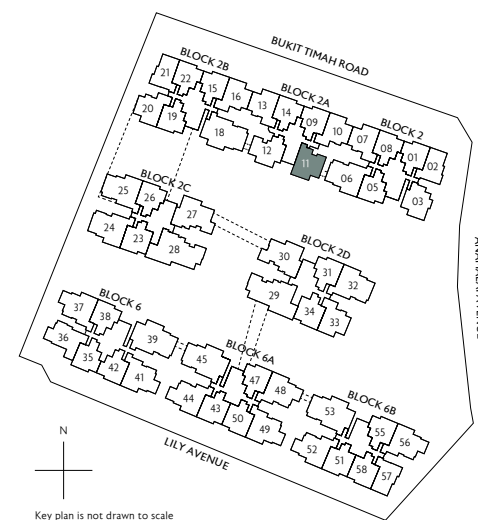 BUKIT TIMAH ROAD
BLOCK 2B
21 22 15 16 13 14 09 10 07 08 01 02
BLOCK 2A
BLOCK 2
20 19 18 12 11 06 05 03
BLOCK 2C
25 26 27
24 23 28
BLOCK 2D
30 31 32
29 34 33
BLOCK 6
37 38 39
36 35 42 41
BLOCK 6A
45 47 48
44 43 50 49
BLOCK 6B
53 55 56
52 51 58 57
LILY AVENUE
N
Key plan is not drawn to scale